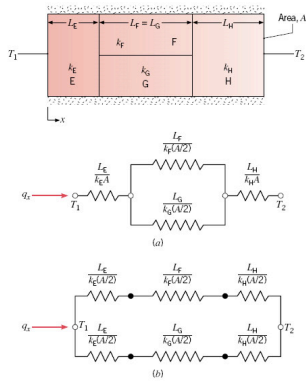 L_E L_F = L_G L_H Area, A
k_F F
T_1 T_2
k_E k_G k_H
E G H
x
L_F
k_F(A/2)
L_E L_H
k_E A k_H A
q_x T_1 T_2
L_G
k_G(A/2)
(a)
L_E L_F L_H
k_E(A/2) k_F(A/2) k_H(A/2)
q_x T_1 T_2
L_E L_G L_H
k_E(A/2) k_G(A/2) k_H(A/2)
(b)